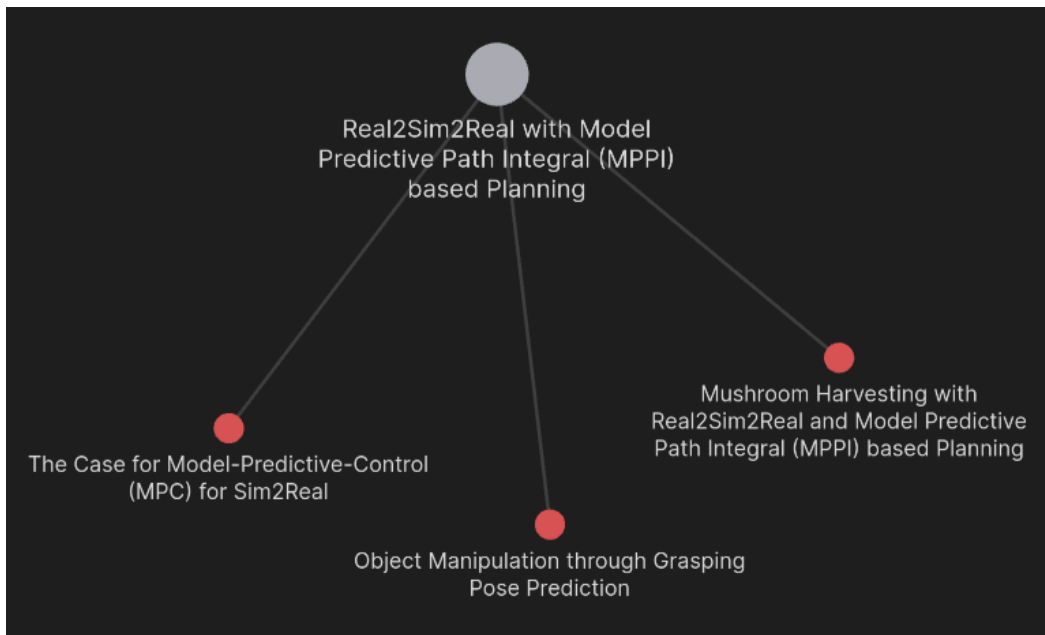 Real2Sim2Real with Model
Predictive Path Integral (MPPI)
based Planning
Mushroom Harvesting with
Real2Sim2Real and Model Predictive
Path Integral (MPPI) based Planning
The Case for Model-Predictive-Control
(MPC) for Sim2Real
Object Manipulation through Grasping
Pose Prediction